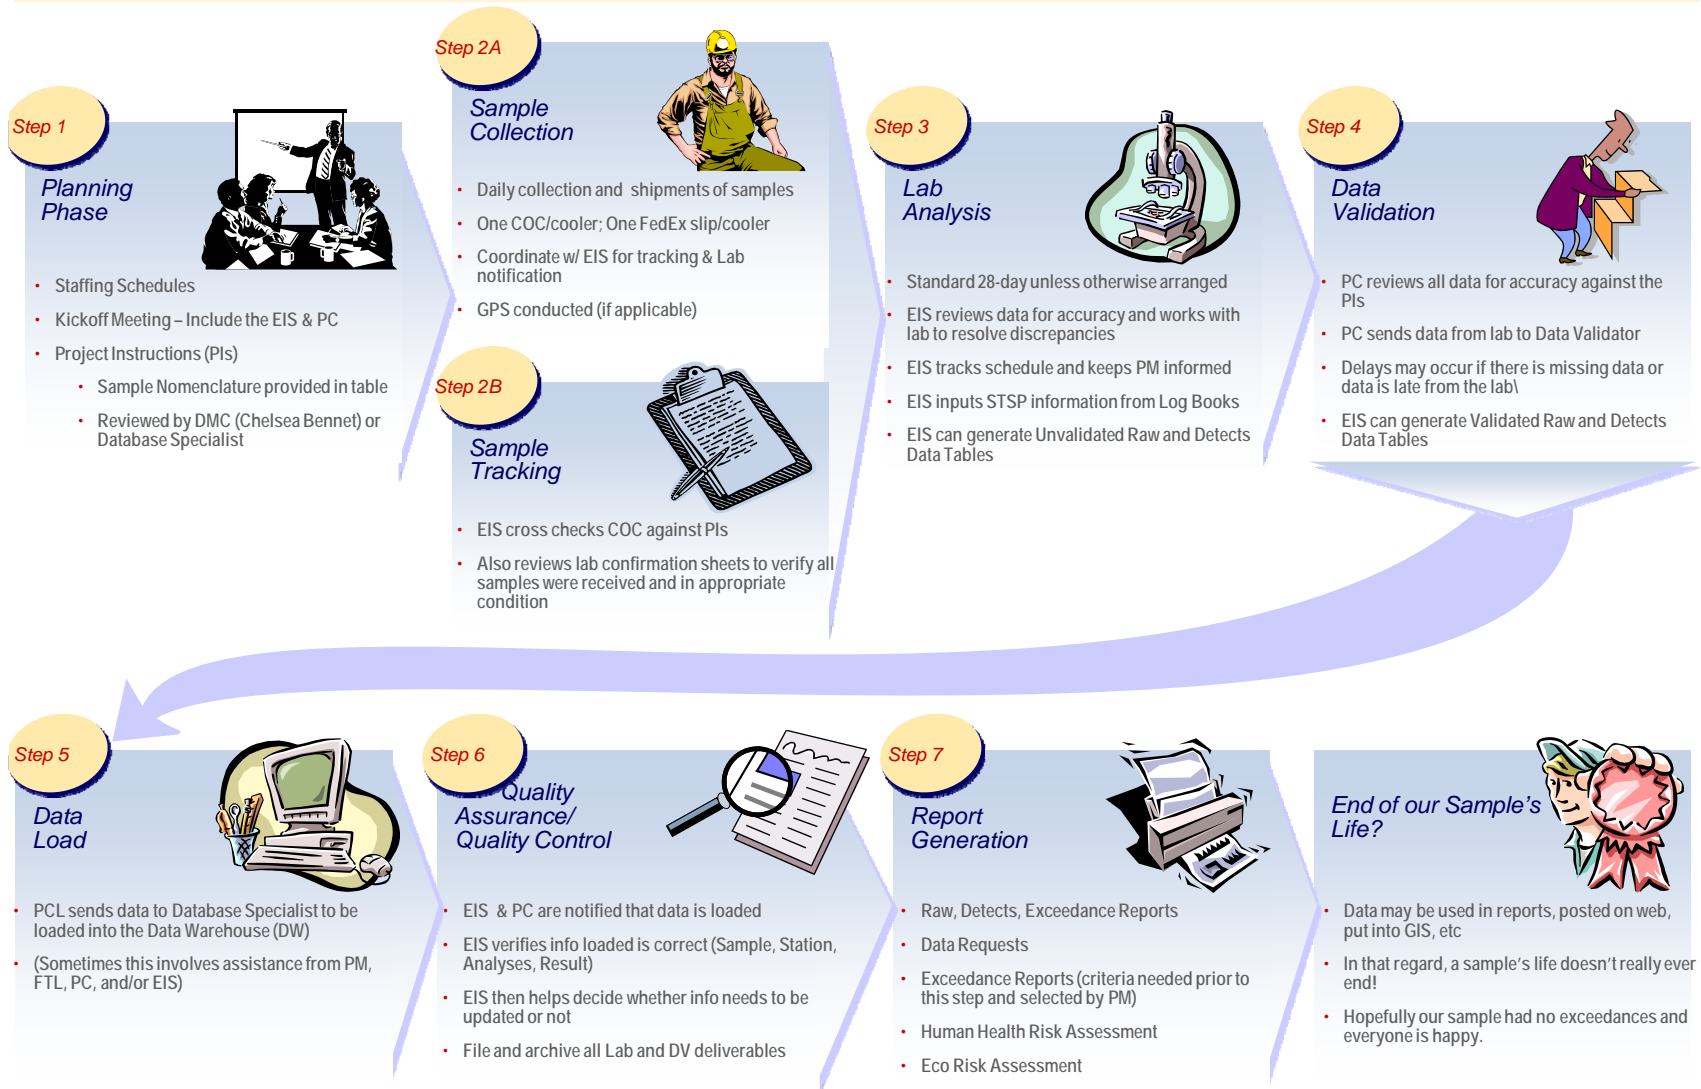 Step 1
Planning
Phase
• Staffing Schedules
• Kickoff Meeting – Include the EIS & PC
• Project Instructions (PIs)
• Sample Nomenclature provided in table
• Reviewed by DMC (Chelsea Bennet) or
Database Specialist
Step 2A
Sample
Collection
• Daily collection and shipments of samples
• One COC/cooler; One FedEx slip/cooler
• Coordinate w/ EIS for tracking & Lab
notification
• GPS conducted (if applicable)
Step 2B
Sample
Tracking
• EIS cross checks COC against PIs
• Also reviews lab confirmation sheets to verify all
samples were received and in appropriate
condition
Step 3
Lab
Analysis
• Standard 28-day unless otherwise arranged
• EIS reviews data for accuracy and works with
lab to resolve discrepancies
• EIS tracks schedule and keeps PM informed
• EIS inputs STSP information from Log Books
• EIS can generate Unvalidated Raw and Detects
Data Tables
Step 4
Data
Validation
• PC reviews all data for accuracy against the
PIs
• PC sends data from lab to Data Validator
• Delays may occur if there is missing data or
data is late from the lab\
• EIS can generate Validated Raw and Detects
Data Tables
Step 5
Data
Load
• PCL sends data to Database Specialist to be
loaded into the Data Warehouse (DW)
• (Sometimes this involves assistance from PM,
FTL, PC, and/or EIS)
Step 6
Quality
Assurance/
Quality Control
• EIS & PC are notified that data is loaded
• EIS verifies info loaded is correct (Sample, Station,
Analyses, Result)
• EIS then helps decide whether info needs to be
updated or not
• File and archive all Lab and DV deliverables
Step 7
Report
Generation
• Raw, Detects, Exceedance Reports
• Data Requests
• Exceedance Reports (criteria needed prior to
this step and selected by PM)
• Human Health Risk Assessment
• Eco Risk Assessment
End of our Sample's
Life?
• Data may be used in reports, posted on web,
put into GIS, etc
• In that regard, a sample's life doesn't really ever
end!
• Hopefully our sample had no exceedances and
everyone is happy.